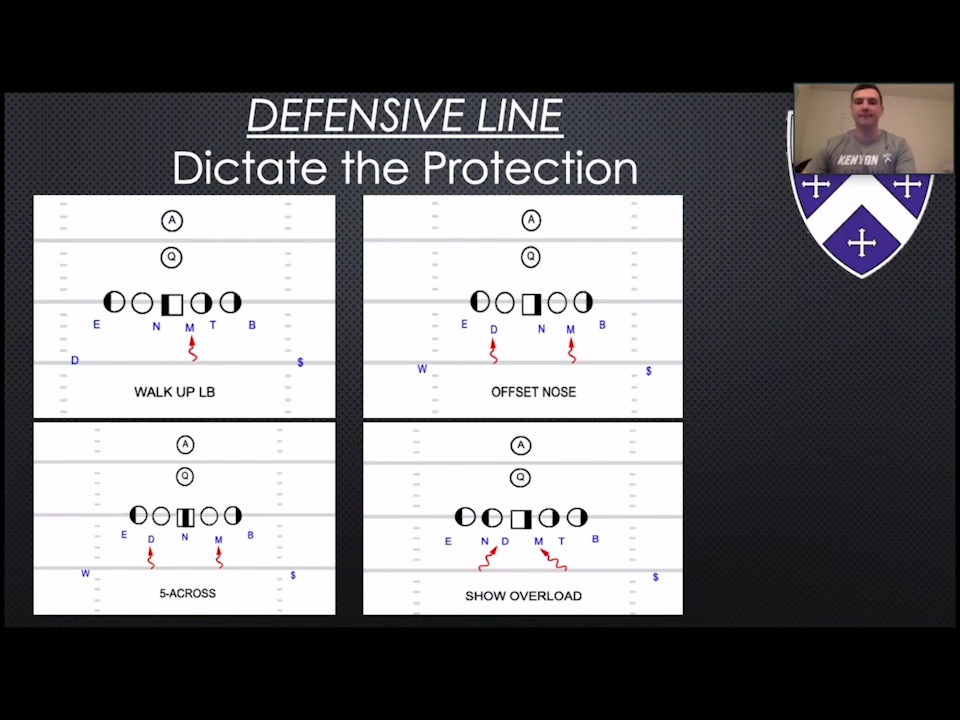 DEFENSIVE LINE
Dictate the Protection
KENYON
A
Q
E N M T B
D $
WALK UP LB
A
Q
E D N M B
W $
OFFSET NOSE
A
Q
E D N M B
W $
5-ACROSS
A
Q
E N D M T B
$
SHOW OVERLOAD